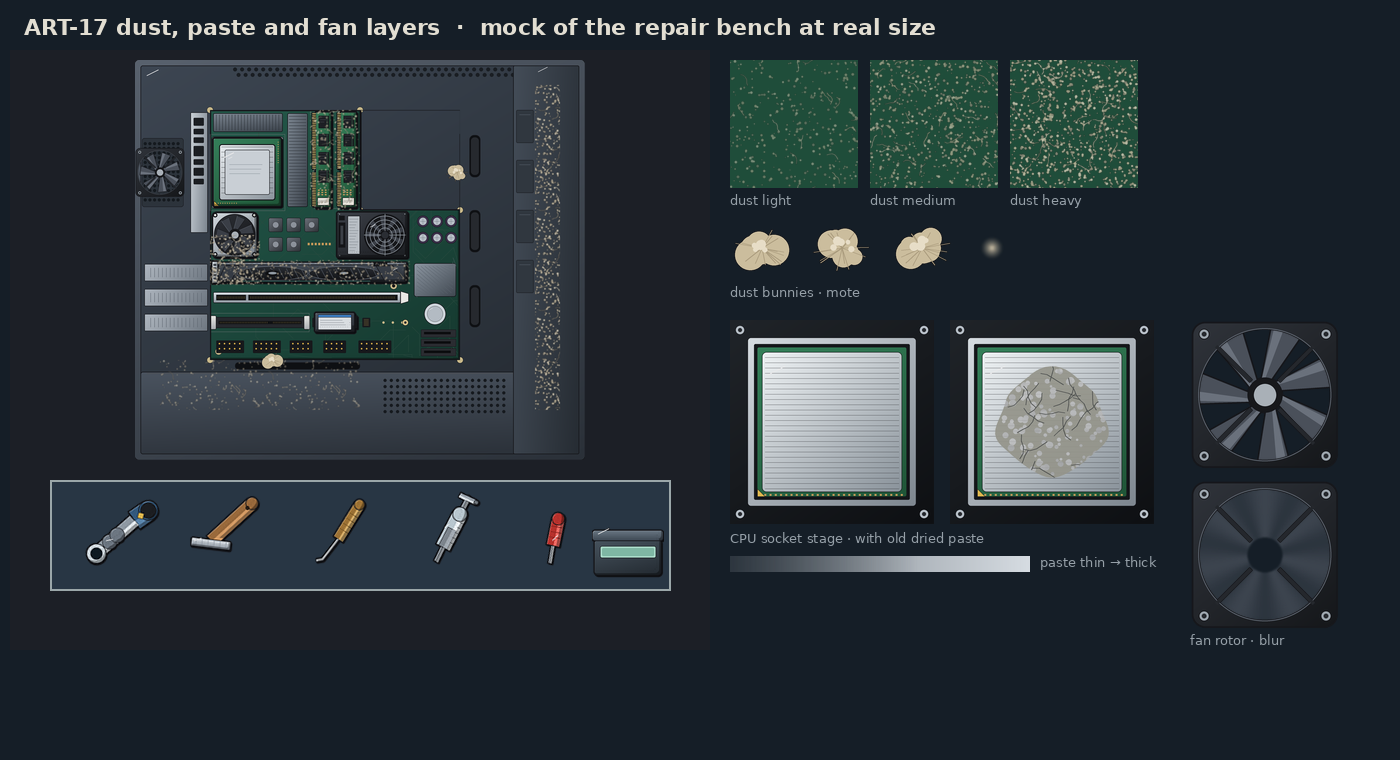 ART-17 dust, paste and fan layers · mock of the repair bench at real size
dust light
dust medium
dust heavy
dust bunnies · mote
CPU socket stage · with old dried paste
paste thin → thick
fan rotor · blur